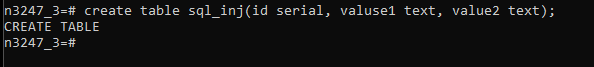 n3247_3=# create table sql_inj(id serial, valuse1 text, value2 text);
CREATE TABLE
n3247_3=#